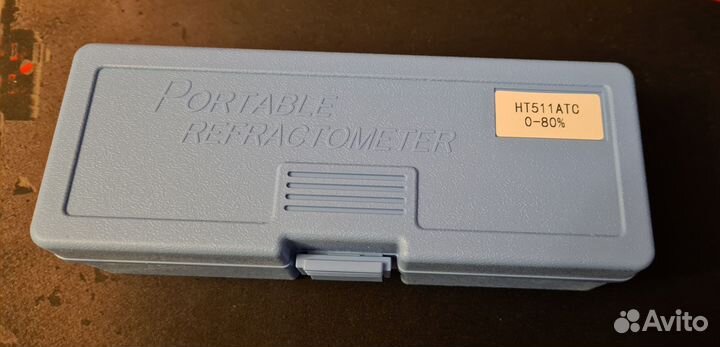 PORTABLE
REFRACTOMETER
HT511ATC
0-80%
Avito